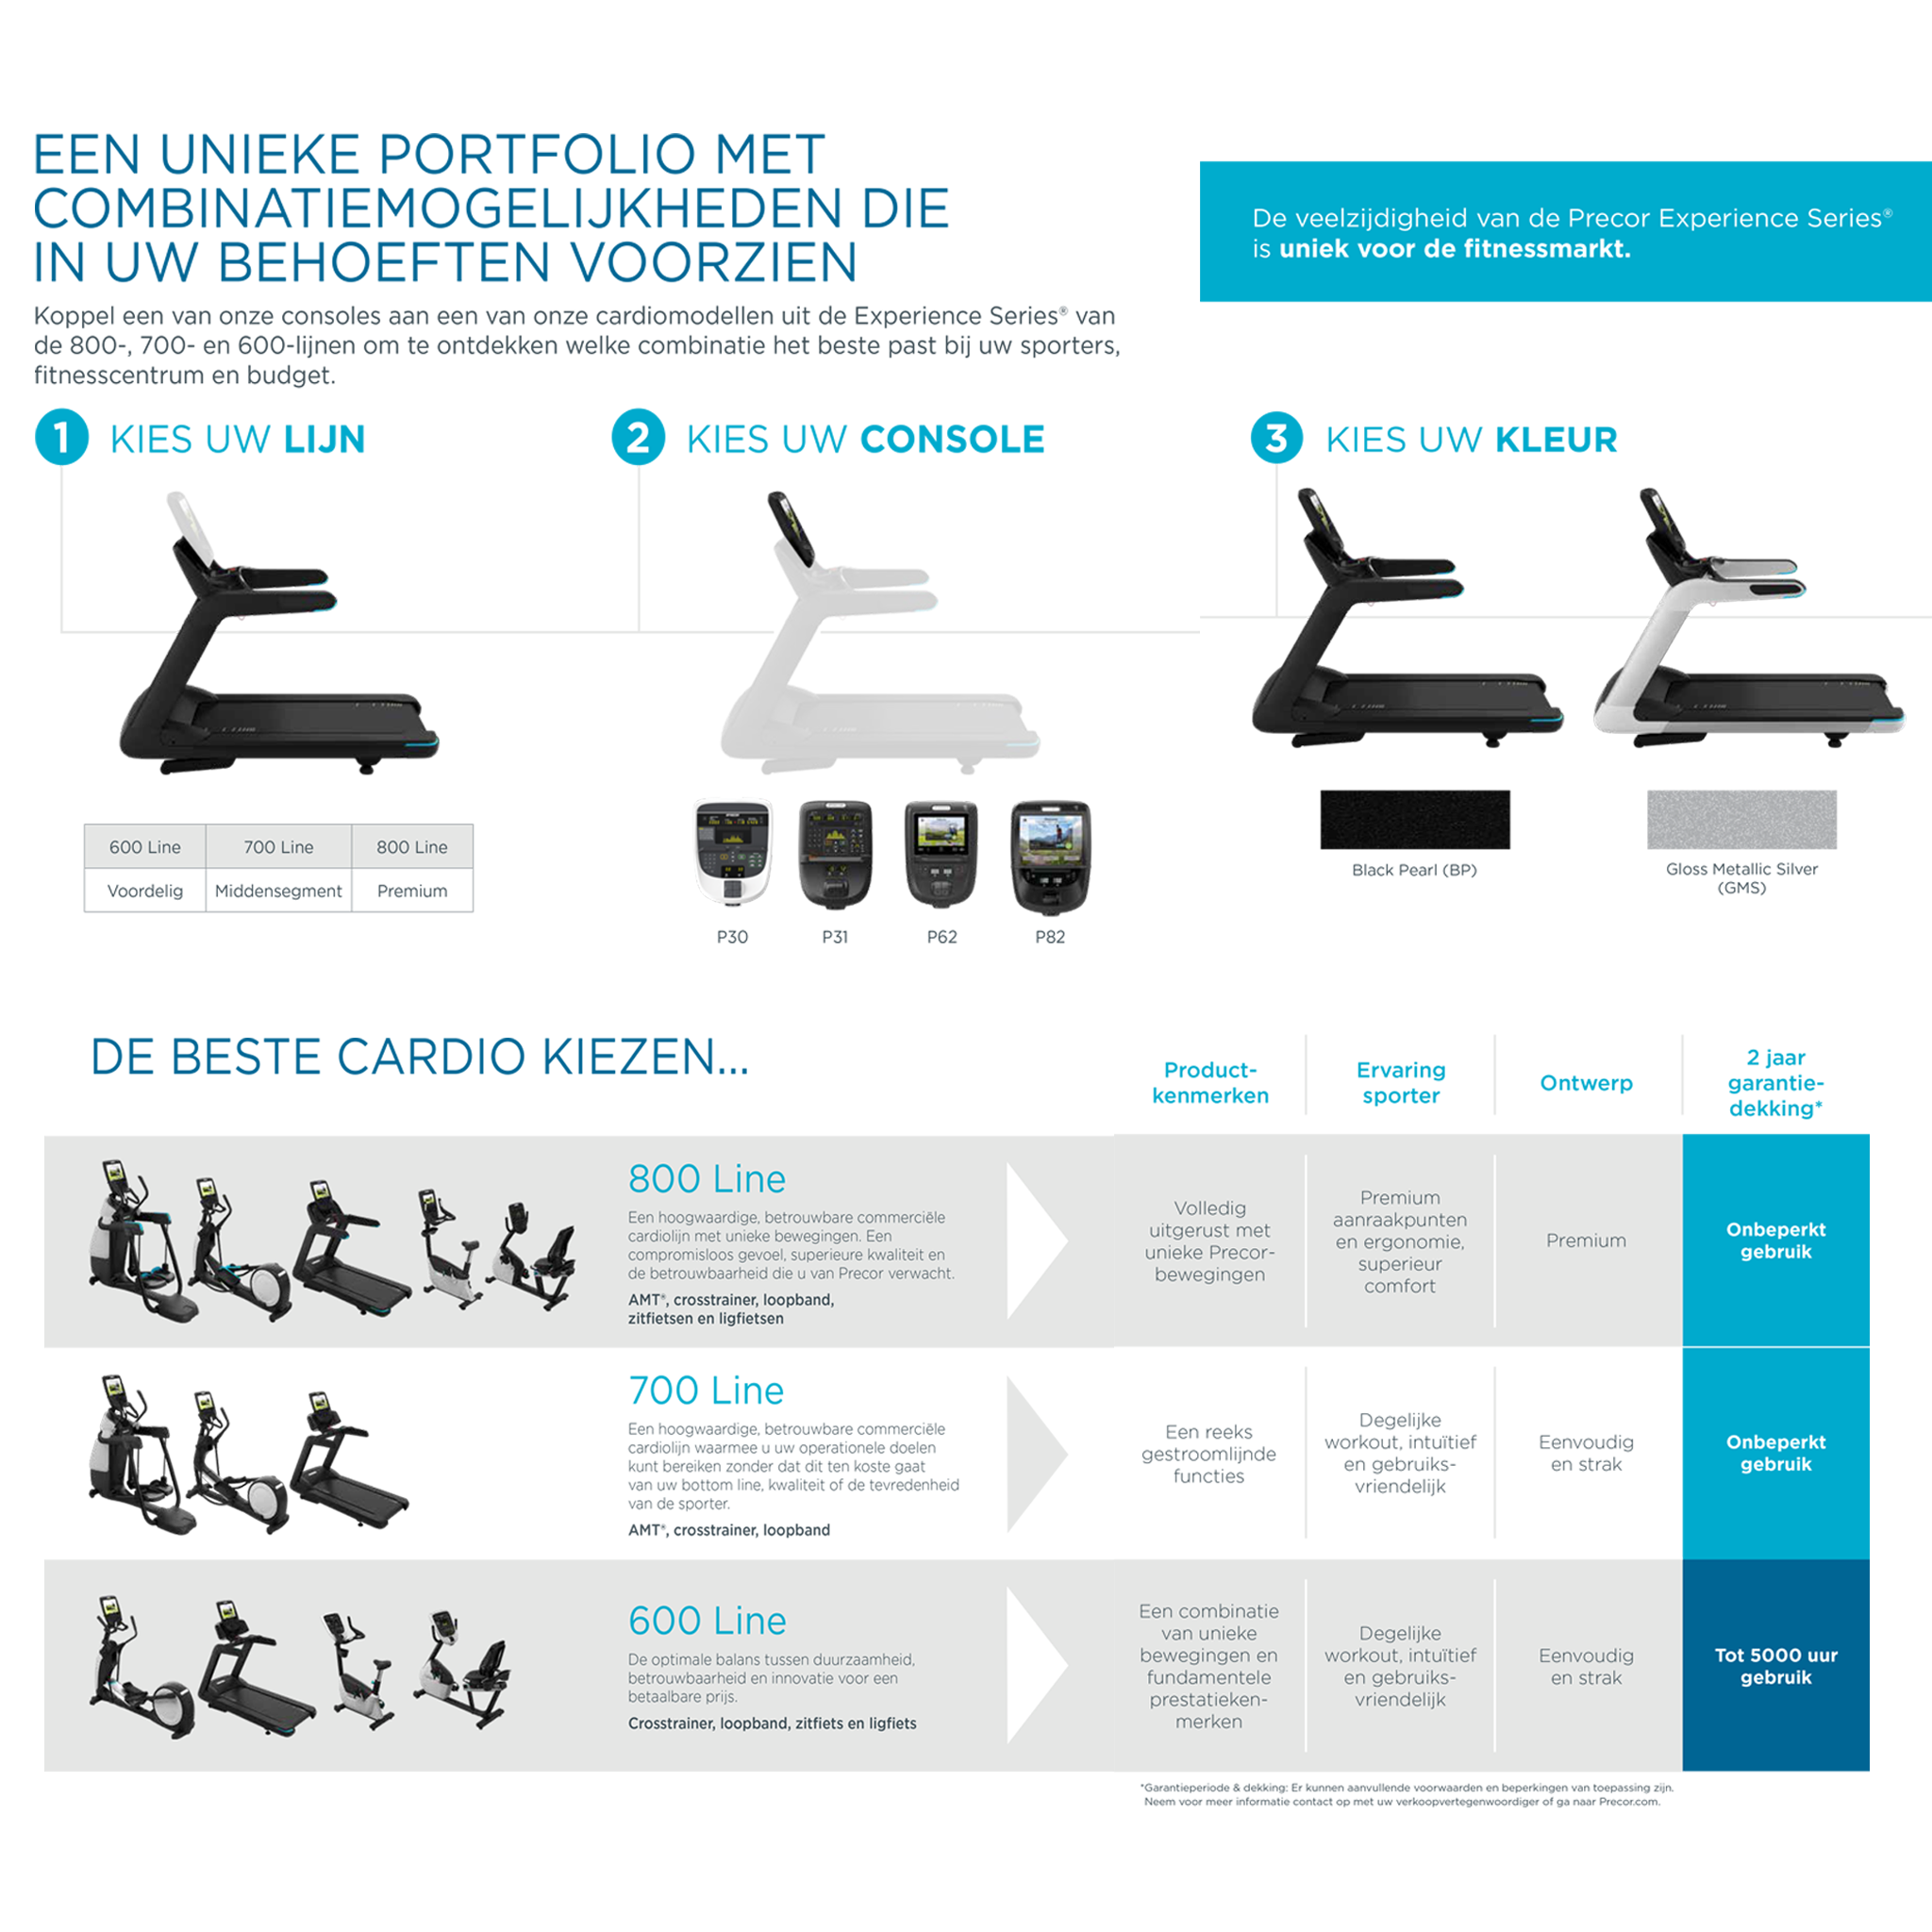 EEN UNIEKE PORTFOLIO MET
COMBINATIEMOGELIJKHEDEN DIE
IN UW BEHOEFTEN VOORZIEN
Koppel een van onze consoles aan een van onze cardiomodellen uit de Experience Series® van
de 800-, 700- en 600-lijnen om te ontdekken welke combinatie het beste past bij uw sporters,
fitnesscentrum en budget.
De veelzijdigheid van de Precor Experience Series®
is uniek voor de fitnessmarkt.
1 KIES UW LIJN
600 Line 700 Line 800 Line
Voordelig Middensegment Premium
2 KIES UW CONSOLE
P30 P31 P62 P82
3 KIES UW KLEUR
Black Pearl (BP)
Gloss Metallic Silver
(GMS)
DE BESTE CARDIO KIEZEN...
Product-
kenmerken
Ervaring
sporter
Ontwerp
2 jaar
garantie-
dekking*
800 Line
Een hoogwaardige, betrouwbare commerciële
cardiolijn met unieke bewegingen. Een
compromisloos gevoel, superieure kwaliteit en
de betrouwbaarheid die u van Precor verwacht.
AMT®, crosstrainer, loopband,
zitfietsen en ligfietsen
Volledig
uitgerust met
unieke Precor-
bewegingen
Premium
aanraakpunten
en ergonomie,
superieur
comfort
Premium
Onbeperkt
gebruik
700 Line
Een hoogwaardige, betrouwbare commerciële
cardiolijn waarmee u uw operationele doelen
kunt bereiken zonder dat dit ten koste gaat
van uw bottom line, kwaliteit of de tevredenheid
van de sporter.
AMT®, crosstrainer, loopband
Een reeks
gestroomlijnde
functies
Degelijke
workout, intuïtief
en gebruiks-
vriendelijk
Eenvoudig
en strak
Onbeperkt
gebruik
600 Line
De optimale balans tussen duurzaamheid,
betrouwbaarheid en innovatie voor een
betaalbare prijs.
Crosstrainer, loopband, zitfiets en ligfiets
Een combinatie
van unieke
bewegingen en
fundamentele
prestatieken-
merken
Degelijke
workout, intuïtief
en gebruiks-
vriendelijk
Eenvoudig
en strak
Tot 5000 uur
gebruik
*Garantieperiode & dekking: Er kunnen aanvullende voorwaarden en beperkingen van toepassing zijn.
Neem voor meer informatie contact op met uw verkoopvertegenwoordiger of ga naar Precor.com.